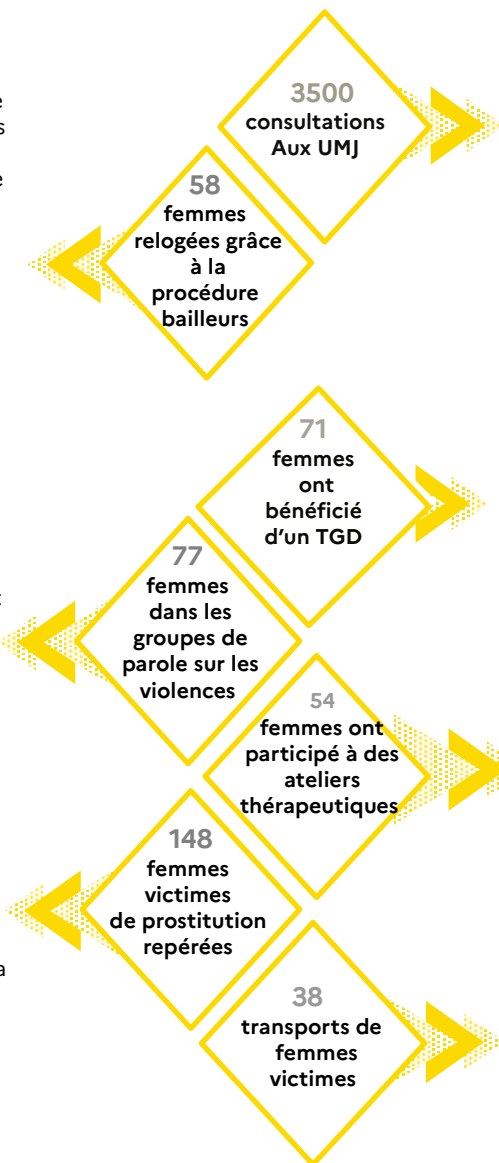 e
s
e
3500
consultations
Aux UMJ
58
femmes
relogées grâce
à la
procédure
bailleurs
71
femmes
ont
bénéficié
d'un TGD
77
femmes
dans les
groupes de
parole sur les
violences
t
54
femmes ont
participé à des
ateliers
thérapeutiques
148
femmes
victimes
de prostitution
repérées
a
38
transports de
femmes
victimes